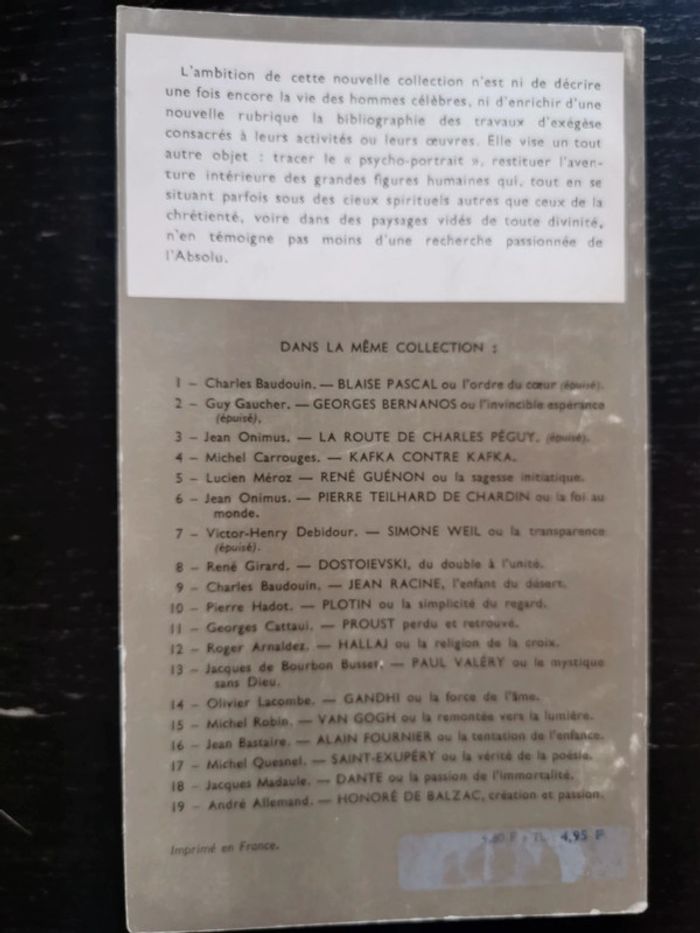 L'ambition de cette nouvelle collection n'est ni de décrire
une fois encore la vie des hommes célèbres, ni d'enrichir d'une
nouvelle rubrique la bibliographie des travaux d'exégèse
consacrés à leurs activités ou leurs œuvres. Elle vise un tout
autre objet : tracer le « psycho-portrait », restituer l'aven-
ture intérieure des grandes figures humaines qui, tout en se
situant parfois sous des cieux spirituels autres que ceux de la
chrétienté, voire dans des paysages vidés de toute divinité,
n'en témoigne pas moins d'une recherche passionnée de
l'Absolu.
DANS LA MÊME COLLECTION :
1 – Charles Baudouin. — BLAISE PASCAL ou l'ordre du cœur (épuisé).
2 – Guy Gaucher. — GEORGES BERNANOS ou l'invincible espérance
(épuisé).
3 – Jean Onimus. — LA ROUTE DE CHARLES PÉGUY. (épuisé).
4 – Michel Carrouges. — KAFKA CONTRE KAFKA.
5 – Lucien Méroz — RENÉ GUÉNON ou la sagesse initiatique.
6 – Jean Onimus. — PIERRE TEILHARD DE CHARDIN ou la foi au
monde.
7 – Victor-Henry Debidour. — SIMONE WEIL ou la transparence
(épuisé).
8 – René Girard. — DOSTOIEVSKI, du double à l'unité.
9 – Charles Baudouin. — JEAN RACINE, l'enfant du désert.
10 – Pierre Hadot. — PLOTIN ou la simplicité du regard.
11 – Georges Cattaui. — PROUST perdu et retrouvé.
12 – Roger Arnaldez. — HALLAJ ou la religion de la croix.
13 – Jacques de Bourbon Busset. — PAUL VALÉRY ou le mystique
sans Dieu.
14 – Olivier Lacombe. — GANDHI ou la force de l'âme.
15 – Michel Robin. — VAN GOGH ou la remontée vers la lumière.
16 – Jean Bastaire. — ALAIN FOURNIER ou la tentation de l'enfance.
17 – Michel Quesnel. — SAINT-EXUPÉRY ou la vérité de la poésie.
18 – Jacques Madaule. — DANTE ou la passion de l'immortalité.
19 – André Allemand. — HONORÉ DE BALZAC, création et passion.
Imprimé en France.
4,95 F